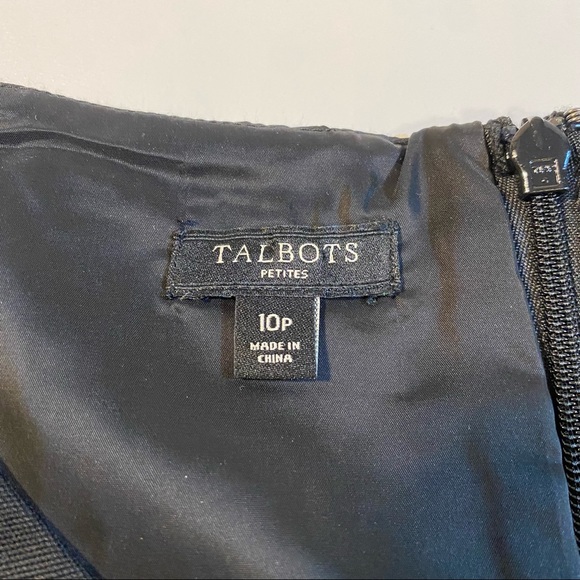 TALBOTS
PETITES
10P
MADE IN
CHINA